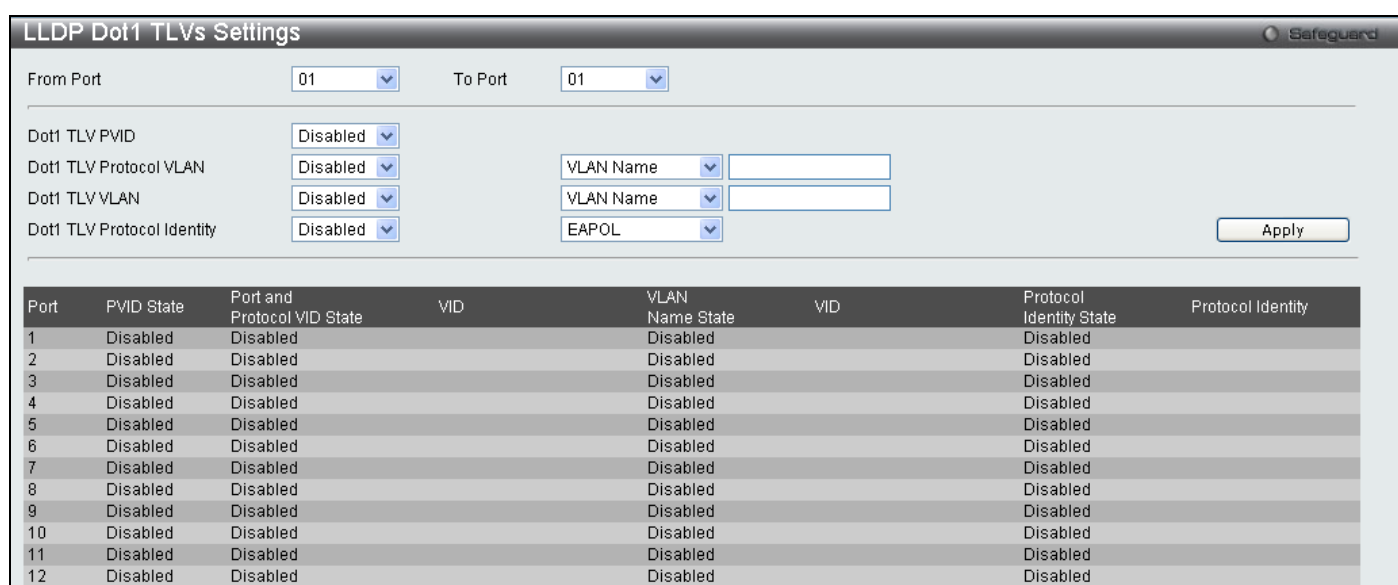 LLDP Dot1 TLVs Settings Safeguard
From Port 01 To Port 01
Dot1 TLV PVID Disabled
Dot1 TLV Protocol VLAN Disabled VLAN Name
Dot1 TLV VLAN Disabled VLAN Name
Dot1 TLV Protocol Identity Disabled EAPOL Apply
Port PVID State Port and Protocol VID State VID VLAN Name State VID Protocol Identity State Protocol Identity
1 Disabled Disabled Disabled Disabled
2 Disabled Disabled Disabled Disabled
3 Disabled Disabled Disabled Disabled
4 Disabled Disabled Disabled Disabled
5 Disabled Disabled Disabled Disabled
6 Disabled Disabled Disabled Disabled
7 Disabled Disabled Disabled Disabled
8 Disabled Disabled Disabled Disabled
9 Disabled Disabled Disabled Disabled
10 Disabled Disabled Disabled Disabled
11 Disabled Disabled Disabled Disabled
12 Disabled Disabled Disabled Disabled